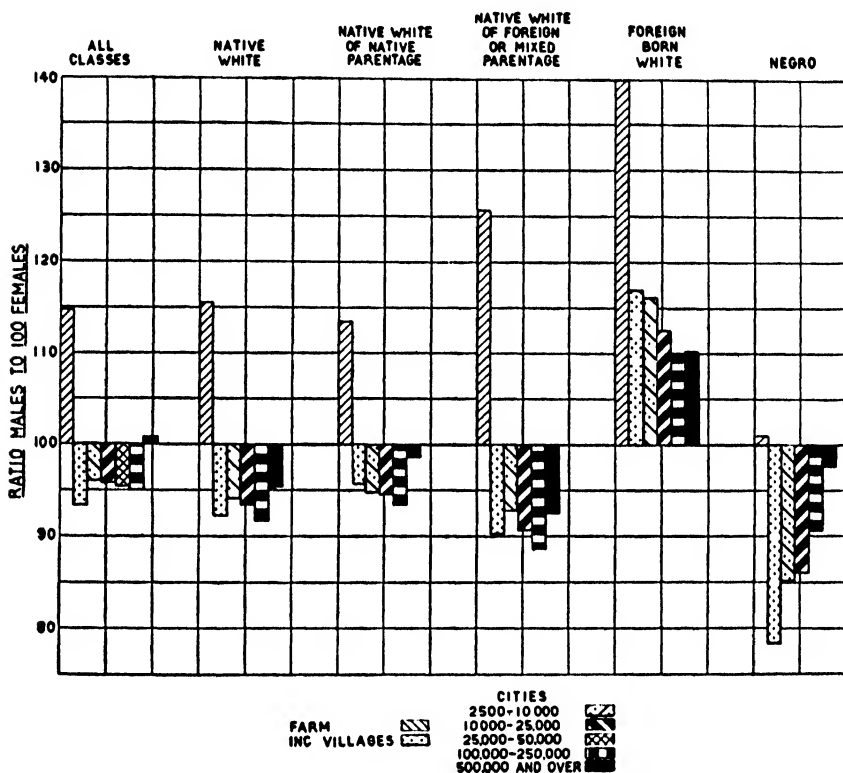 ALL CLASSES
NATIVE WHITE
NATIVE WHITE OF NATIVE PARENTAGE
NATIVE WHITE OF FOREIGN OR MIXED PARENTAGE
FOREIGN BORN WHITE
NEGRO
RATIO MALES TO 100 FEMALES
140
130
120
110
100
90
80
FARM
INC VILLAGES
CITIES
2500-10 000
10 000-25,000
25,000-50,000
100,000-250,000
500,000 AND OVER